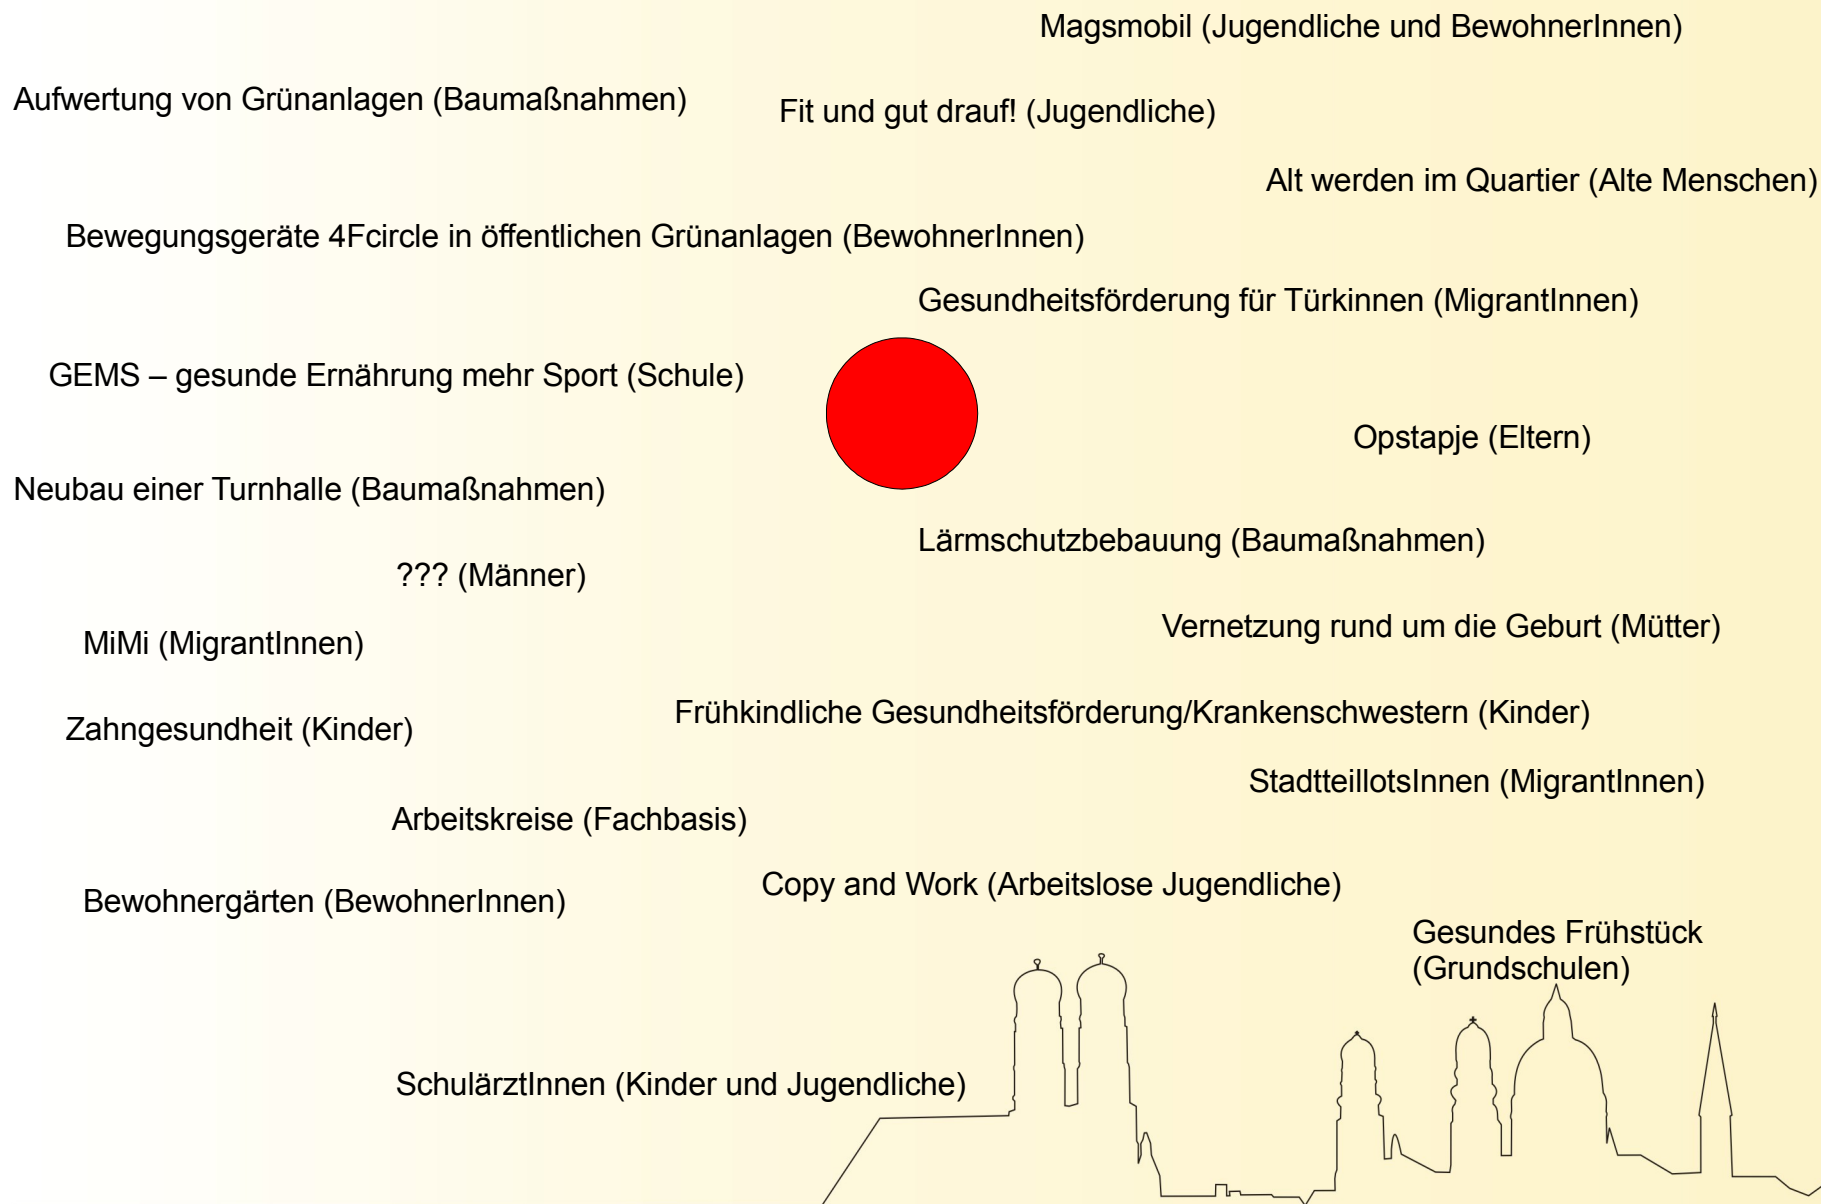 Magsmobil (Jugendliche und BewohnerInnen)
Aufwertung von Grünanlagen (Baumaßnahmen)
Fit und gut drauf! (Jugendliche)
Alt werden im Quartier (Alte Menschen)
Bewegungsgeräte 4Fcircle in öffentlichen Grünanlagen (BewohnerInnen)
Gesundheitsförderung für Türkinnen (MigrantInnen)
GEMS – gesunde Ernährung mehr Sport (Schule)
Opstapje (Eltern)
Neubau einer Turnhalle (Baumaßnahmen)
Lärmschutzbebauung (Baumaßnahmen)
??? (Männer)
Vernetzung rund um die Geburt (Mütter)
MiMi (MigrantInnen)
Frühkindliche Gesundheitsförderung/Krankenschwestern (Kinder)
Zahngesundheit (Kinder)
StadtteillotsInnen (MigrantInnen)
Arbeitskreise (Fachbasis)
Copy and Work (Arbeitslose Jugendliche)
Bewohnergärten (BewohnerInnen)
Gesundes Frühstück
(Grundschulen)
SchulärztInnen (Kinder und Jugendliche)